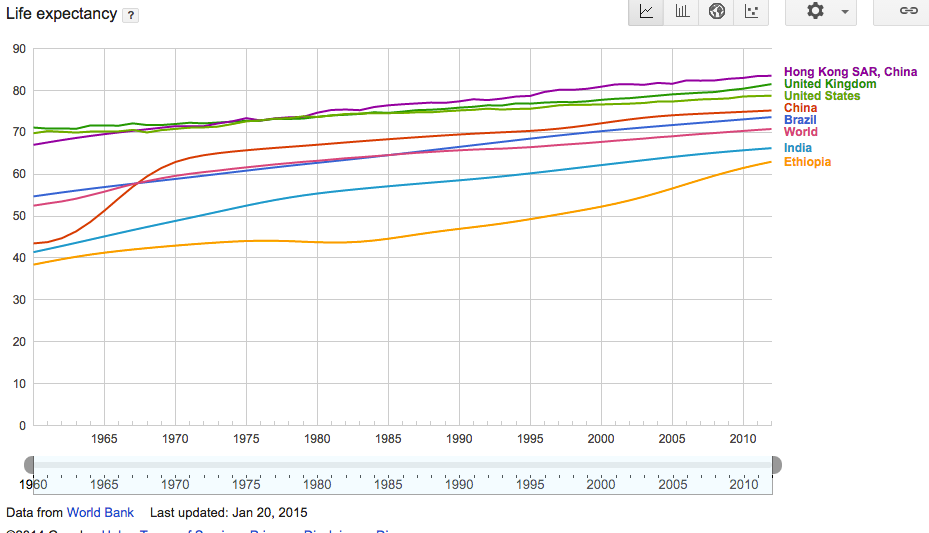 Life expectancy ?
90
80
70
60
50
40
30
20
10
0
Hong Kong SAR, China
United Kingdom
United States
China
Brazil
World
India
Ethiopia
1965 1970 1975 1980 1985 1990 1995 2000 2005 2010
1960 1965 1970 1975 1980 1985 1990 1995 2000 2005 2010
Data from World Bank Last updated: Jan 20, 2015